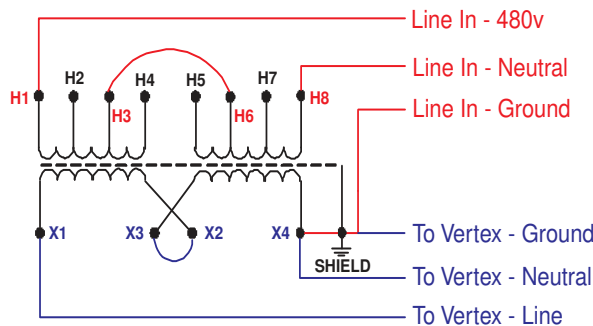 Line In - 480v
Line In - Neutral
Line In - Ground
H1 H2 H3 H4 H5 H6 H7 H8
X1 X3 X2 X4
SHIELD
To Vertex - Ground
To Vertex - Neutral
To Vertex - Line